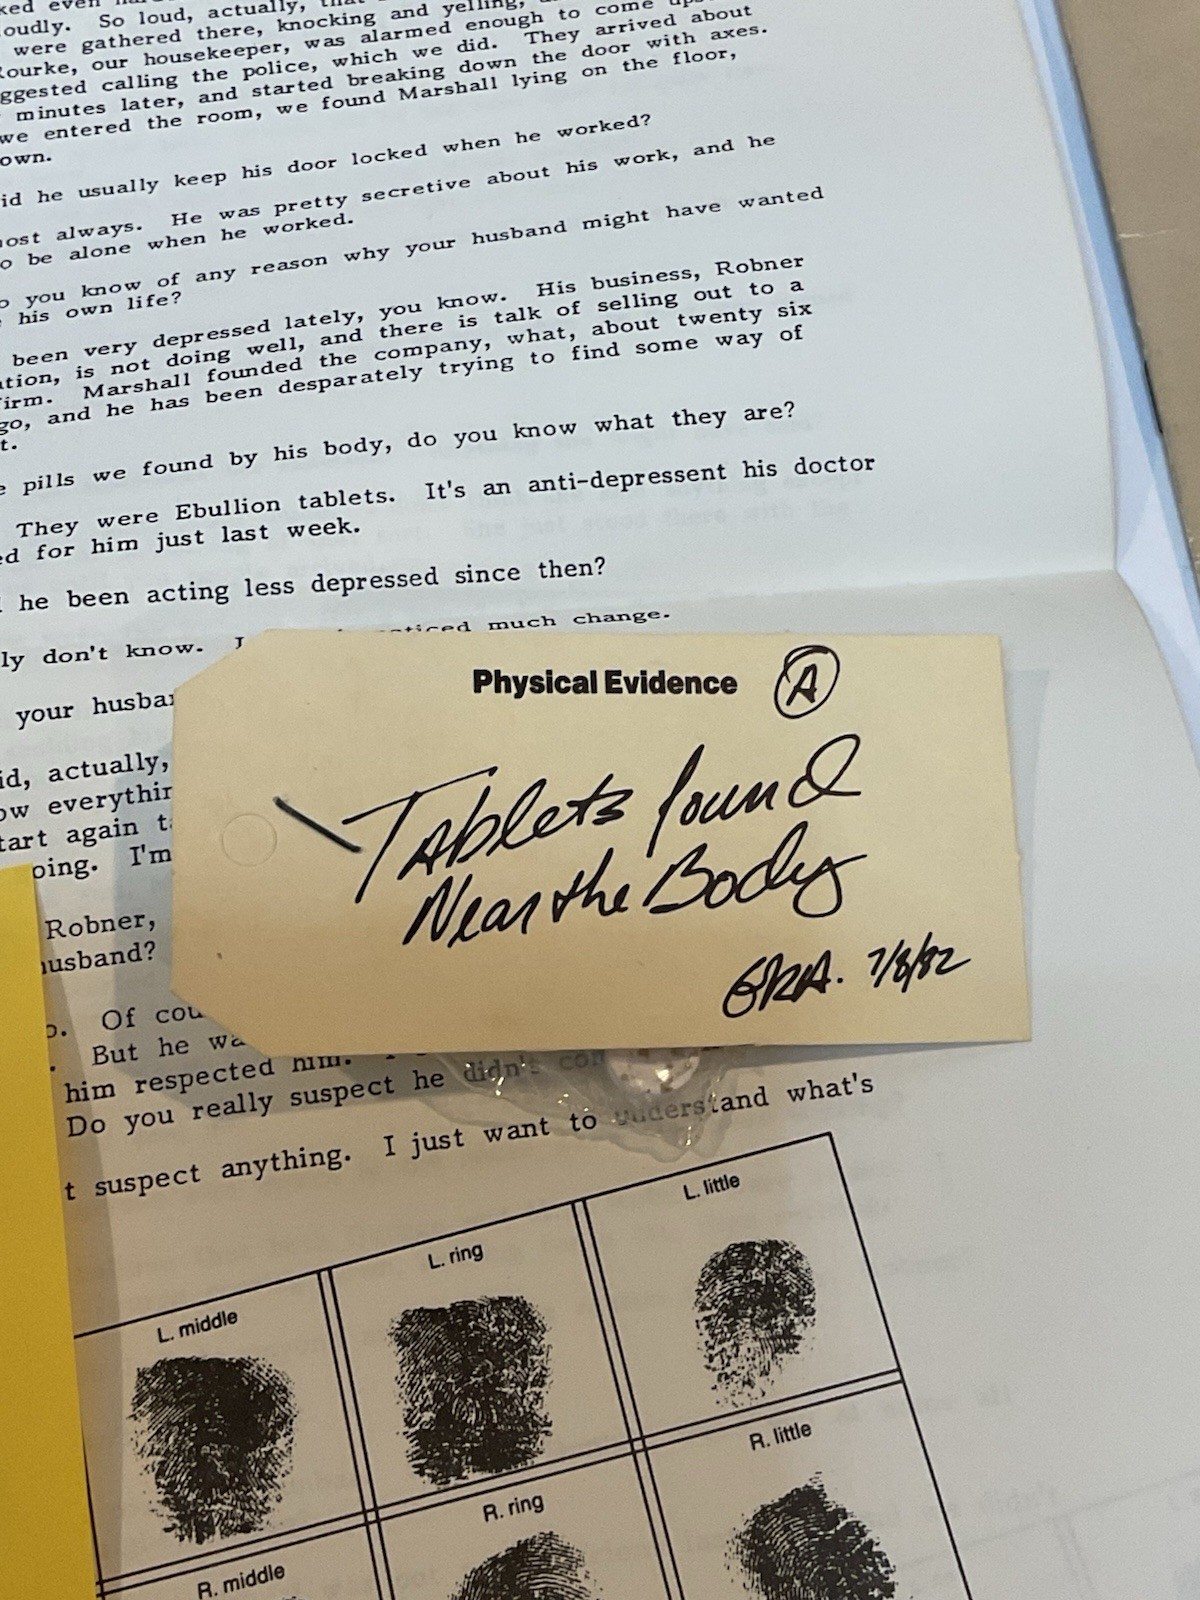 oudly. So loud, actually,
were gathered there, knocking and yelling,
ourke, our housekeeper, was alarmed enough to come
ggested calling the police, which we did. They arrived about
minutes later, and started breaking down the door with axes.
we entered the room, we found Marshall lying on the floor,
own.
id he usually keep his door locked when he worked?
ost always. He was pretty secretive about his work, and he
o be alone when he worked.
you know of any reason why your husband might have wanted
his own life?
been very depressed lately, you know. His business, Robner
ation, is not doing well, and there is talk of selling out to a
irm. Marshall founded the company, what, about twenty six
go, and he has been desparately trying to find some way of
t.
e pills we found by his body, do you know what they are?
They were Ebullion tablets. It's an anti-depressent his doctor
ed for him just last week.
he been acting less depressed since then?
ly don't know. I noticed much change.
your husba
id, actually,
ow everythin
tart again t
oing. I'm
Robner,
usband?
o. Of cou
But he wa
him respected him.
Do you really suspect he didn't com
t suspect anything. I just want to understand what's
Physical Evidence A
Tablets found
Near the Body
7/8/82
L. middle
L. ring
L. little
R. middle
R. ring
R. little